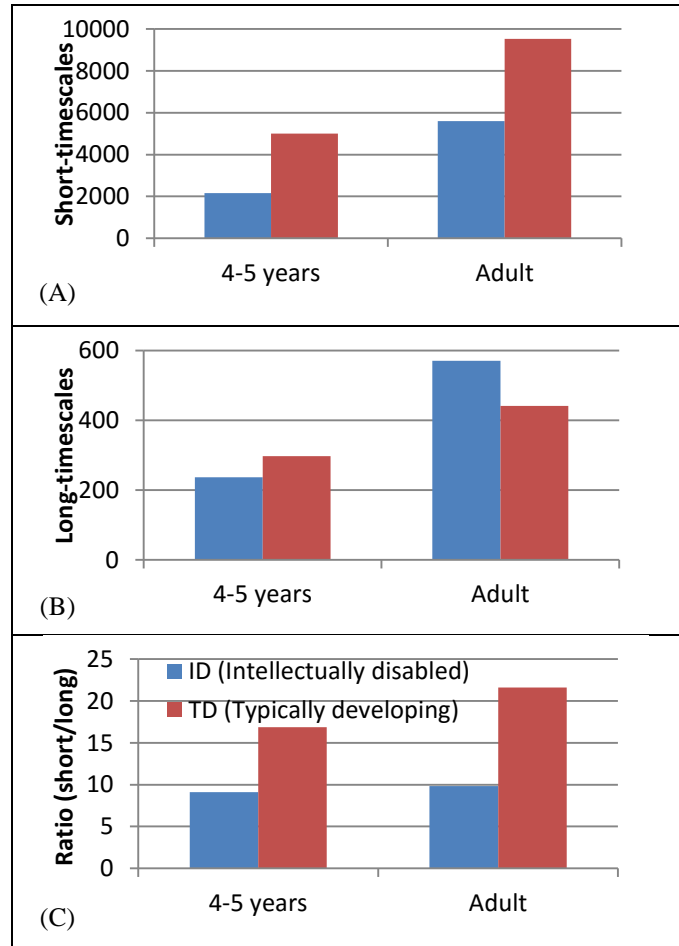 10000
8000
6000
4000
2000
0
Short-timescales
4-5 years Adult
(A)
600
400
200
0
Long-timescales
4-5 years Adult
(B)
25
20
15
10
5
0
Ratio (short/long)
ID (Intellectually disabled)
TD (Typically developing)
4-5 years Adult
(C)